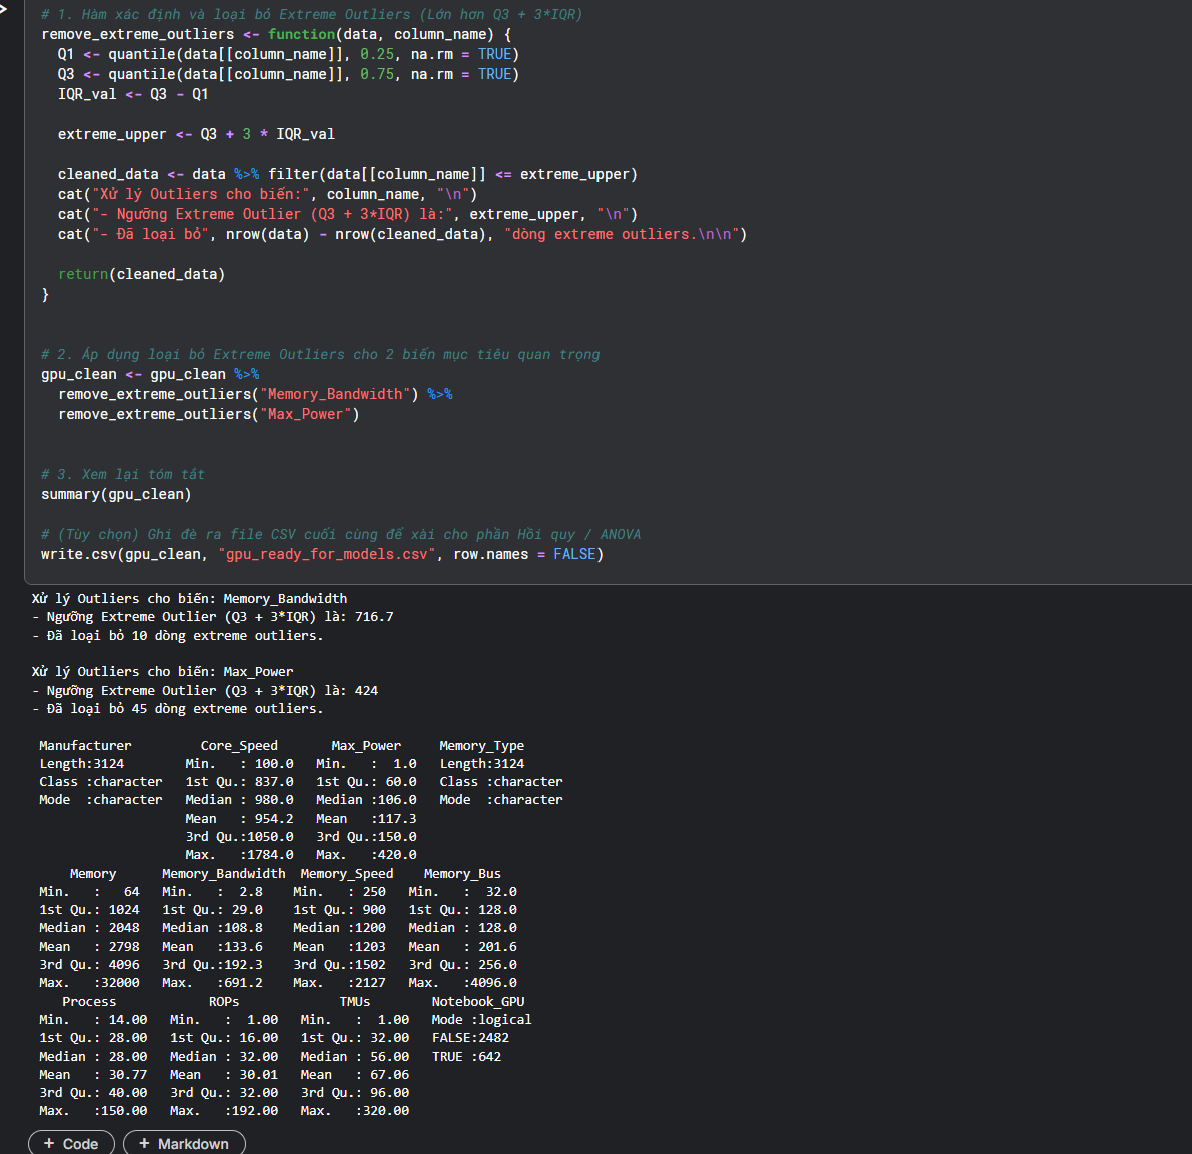 # 1. Hàm xác định và loại bỏ Extreme Outliers (Lớn hơn Q3 + 3*IQR)
remove_extreme_outliers <- function(data, column_name) {
  Q1 <- quantile(data[[column_name]], 0.25, na.rm = TRUE)
  Q3 <- quantile(data[[column_name]], 0.75, na.rm = TRUE)
  IQR_val <- Q3 - Q1
  extreme_upper <- Q3 + 3 * IQR_val
  cleaned_data <- data %>% filter(data[[column_name]] <= extreme_upper)
  cat("Xử lý Outliers cho biến:", column_name, "\n")
  cat("- Ngưỡng Extreme Outlier (Q3 + 3*IQR) là:", extreme_upper, "\n")
  cat("- Đã loại bỏ", nrow(data) - nrow(cleaned_data), "dòng extreme outliers.\n\n")
  return(cleaned_data)
}
# 2. Áp dụng loại bỏ Extreme Outliers cho 2 biến mục tiêu quan trọng
gpu_clean <- gpu_clean %>%
  remove_extreme_outliers("Memory_Bandwidth") %>%
  remove_extreme_outliers("Max_Power")
# 3. Xem lại tóm tắt
summary(gpu_clean)
# (Tùy chọn) Ghi đè ra file CSV cuối cùng để xài cho phần Hồi quy / ANOVA
write.csv(gpu_clean, "gpu_ready_for_models.csv", row.names = FALSE)
Xử lý Outliers cho biến: Memory_Bandwidth
- Ngưỡng Extreme Outlier (Q3 + 3*IQR) là: 716.7
- Đã loại bỏ 10 dòng extreme outliers.
Xử lý Outliers cho biến: Max_Power
- Ngưỡng Extreme Outlier (Q3 + 3*IQR) là: 424
- Đã loại bỏ 45 dòng extreme outliers.
 Manufacturer         Core_Speed       Max_Power     Memory_Type
 Length:3124        Min.   : 100.0   Min.   :  1.0   Length:3124
 Class :character   1st Qu.: 837.0   1st Qu.: 60.0   Class :character
 Mode  :character   Median : 980.0   Median :106.0   Mode  :character
                    Mean   : 954.2   Mean   :117.3
                    3rd Qu.:1050.0   3rd Qu.:150.0
                    Max.   :1784.0   Max.   :420.0
     Memory      Memory_Bandwidth  Memory_Speed    Memory_Bus
 Min.   :   64   Min.   :  2.8    Min.   : 250   Min.   :  32.0
 1st Qu.: 1024   1st Qu.: 29.0    1st Qu.: 900   1st Qu.: 128.0
 Median : 2048   Median :108.8    Median :1200   Median : 128.0
 Mean   : 2798   Mean   :133.6    Mean   :1203   Mean   : 201.6
 3rd Qu.: 4096   3rd Qu.:192.3    3rd Qu.:1502   3rd Qu.: 256.0
 Max.   :32000   Max.   :691.2    Max.   :2127   Max.   :4096.0
    Process            ROPs             TMUs        Notebook_GPU
 Min.   : 14.00   Min.   :  1.00   Min.   :  1.00   Mode :logical
 1st Qu.: 28.00   1st Qu.: 16.00   1st Qu.: 32.00   FALSE:2482
 Median : 28.00   Median : 32.00   Median : 56.00   TRUE :642
 Mean   : 30.77   Mean   : 30.01   Mean   : 67.06
 3rd Qu.: 40.00   3rd Qu.: 32.00   3rd Qu.: 96.00
 Max.   :150.00   Max.   :192.00   Max.   :320.00
+ Code + Markdown